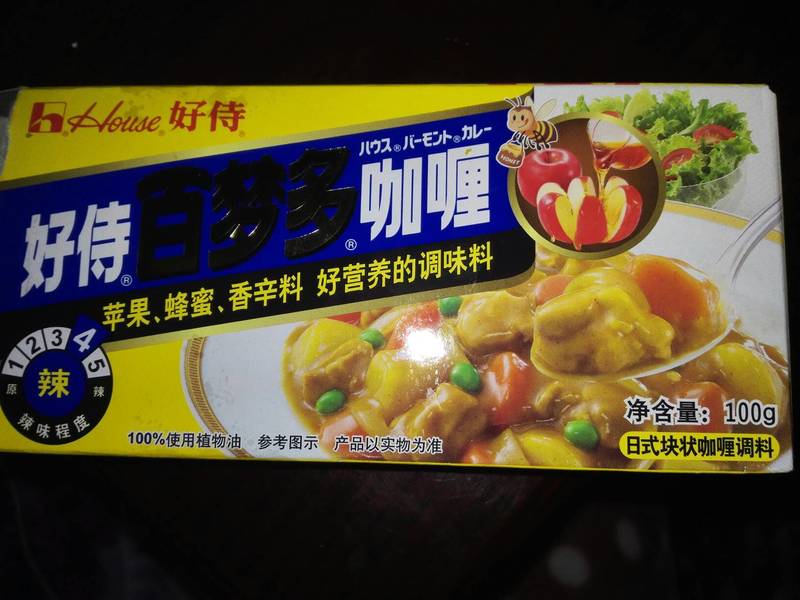 House® 好侍®
ハウス®バーモント®カレー
好侍®百梦多®咖喱
HONEY
苹果、蜂蜜、香辛料 好营养的调味料
1 2 3 4 5
原 辣 辣
辣味程度
100%使用植物油 参考图示 产品以实物为准
净含量：100g
日式块状咖喱调料